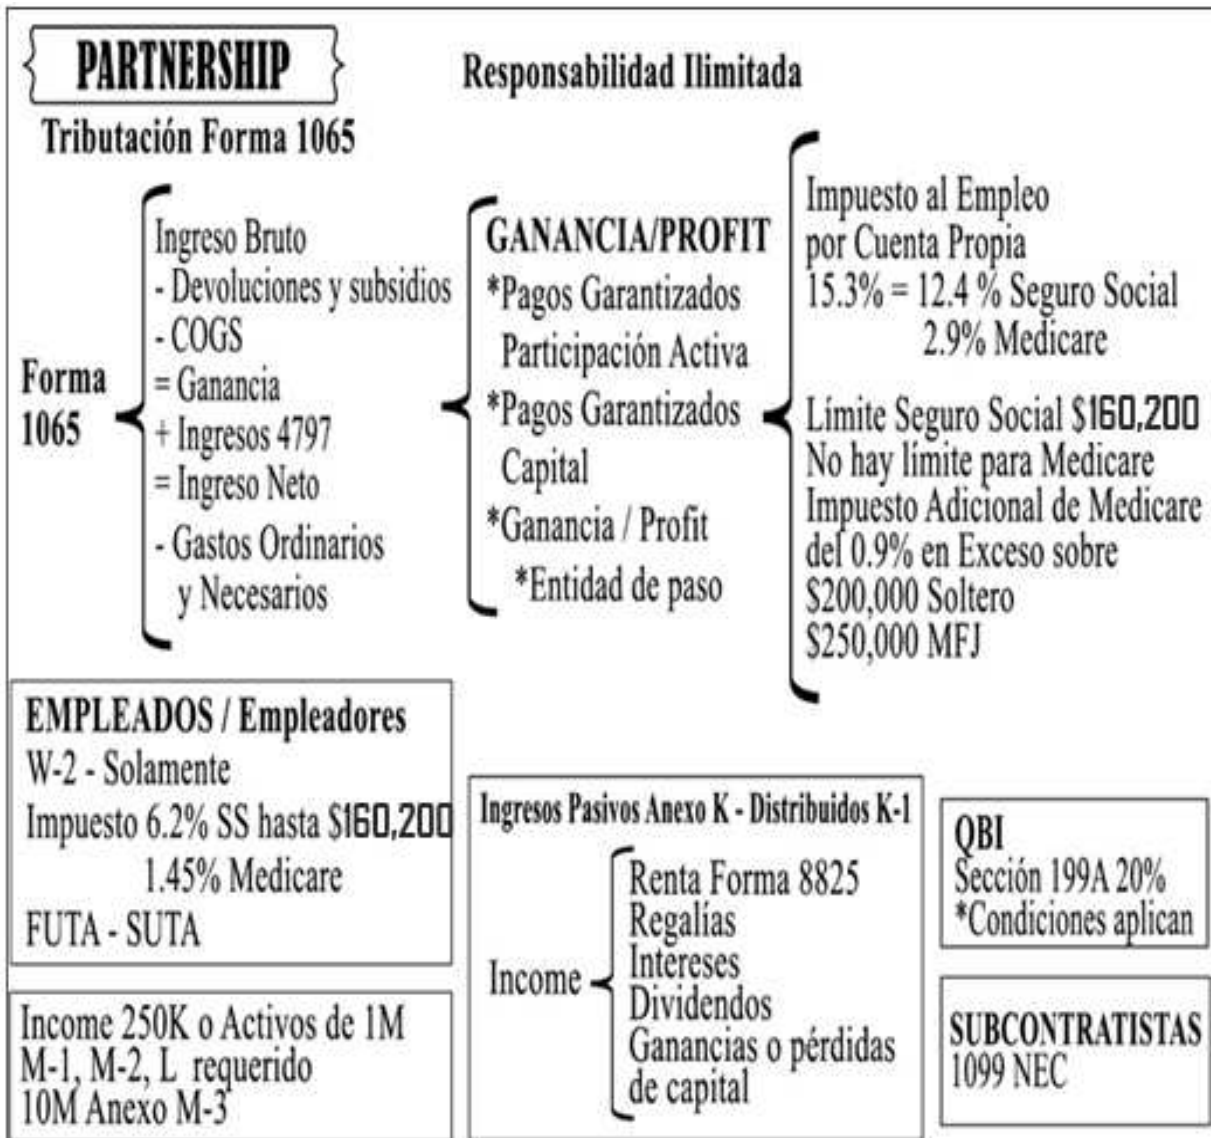 PARTNERSHIP
Responsabilidad Ilimitada
Tributación Forma 1065
Forma
1065
Ingreso Bruto
- Devoluciones y subsidios
- COGS
= Ganancia
+ Ingresos 4797
= Ingreso Neto
- Gastos Ordinarios
y Necesarios
GANANCIA/PROFIT
*Pagos Garantizados
Participación Activa
*Pagos Garantizados
Capital
*Ganancia / Profit
*Entidad de paso
Impuesto al Empleo
por Cuenta Propia
15.3% = 12.4 % Seguro Social
2.9% Medicare
Límite Seguro Social $160,200
No hay límite para Medicare
Impuesto Adicional de Medicare
del 0.9% en Exceso sobre
$200,000 Soltero
$250,000 MFJ
EMPLEADOS / Empleadores
W-2 - Solamente
Impuesto 6.2% SS hasta $160,200
1.45% Medicare
FUTA - SUTA
Income 250K o Activos de 1M
M-1, M-2, L requerido
10M Anexo M-3
Ingresos Pasivos Anexo K - Distribuidos K-1
Income
Renta Forma 8825
Regalías
Intereses
Dividendos
Ganancias o pérdidas
de capital
QBI
Sección 199A 20%
*Condiciones aplican
SUBCONTRATISTAS
1099 NEC